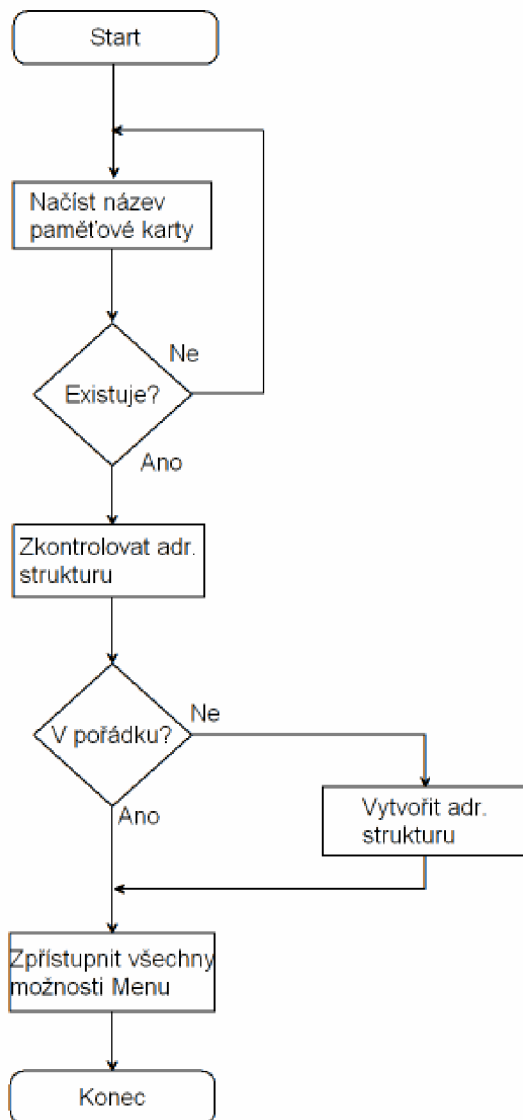 Start
Načíst název
paměťové karty
Ne
Existuje?
Ano
Zkontrolovat adr.
strukturu
Ne
V pořádku?
Ano
Vytvořit adr.
strukturu
Zpřístupnit všechny
možnosti Menu
Konec